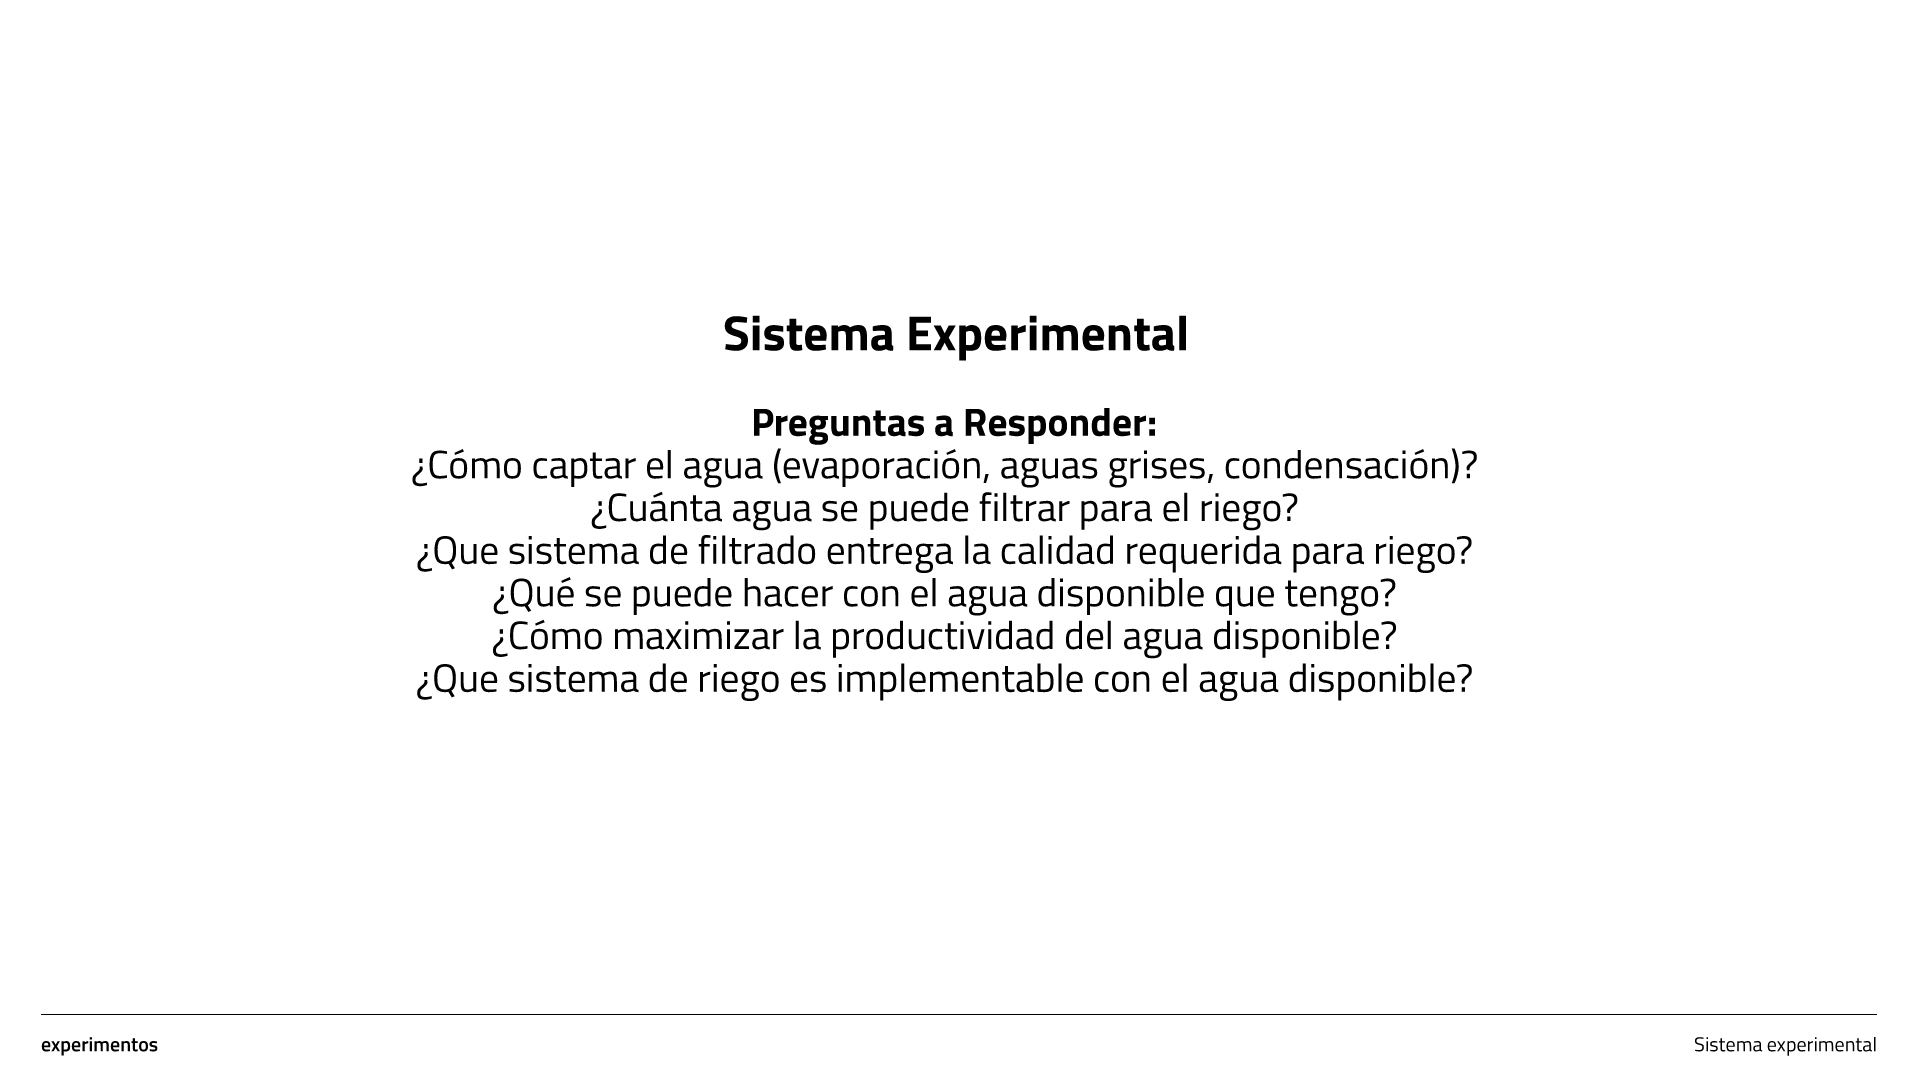 Sistema Experimental
Preguntas a Responder:
¿Cómo captar el agua (evaporación, aguas grises, condensación)?
¿Cuánta agua se puede filtrar para el riego?
¿Que sistema de filtrado entrega la calidad requerida para riego?
¿Qué se puede hacer con el agua disponible que tengo?
¿Cómo maximizar la productividad del agua disponible?
¿Que sistema de riego es implementable con el agua disponible?
experimentos
Sistema experimental